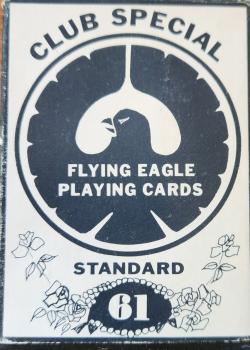 CLUB SPECIAL
FLYING EAGLE
PLAYING CARDS
STANDARD
61